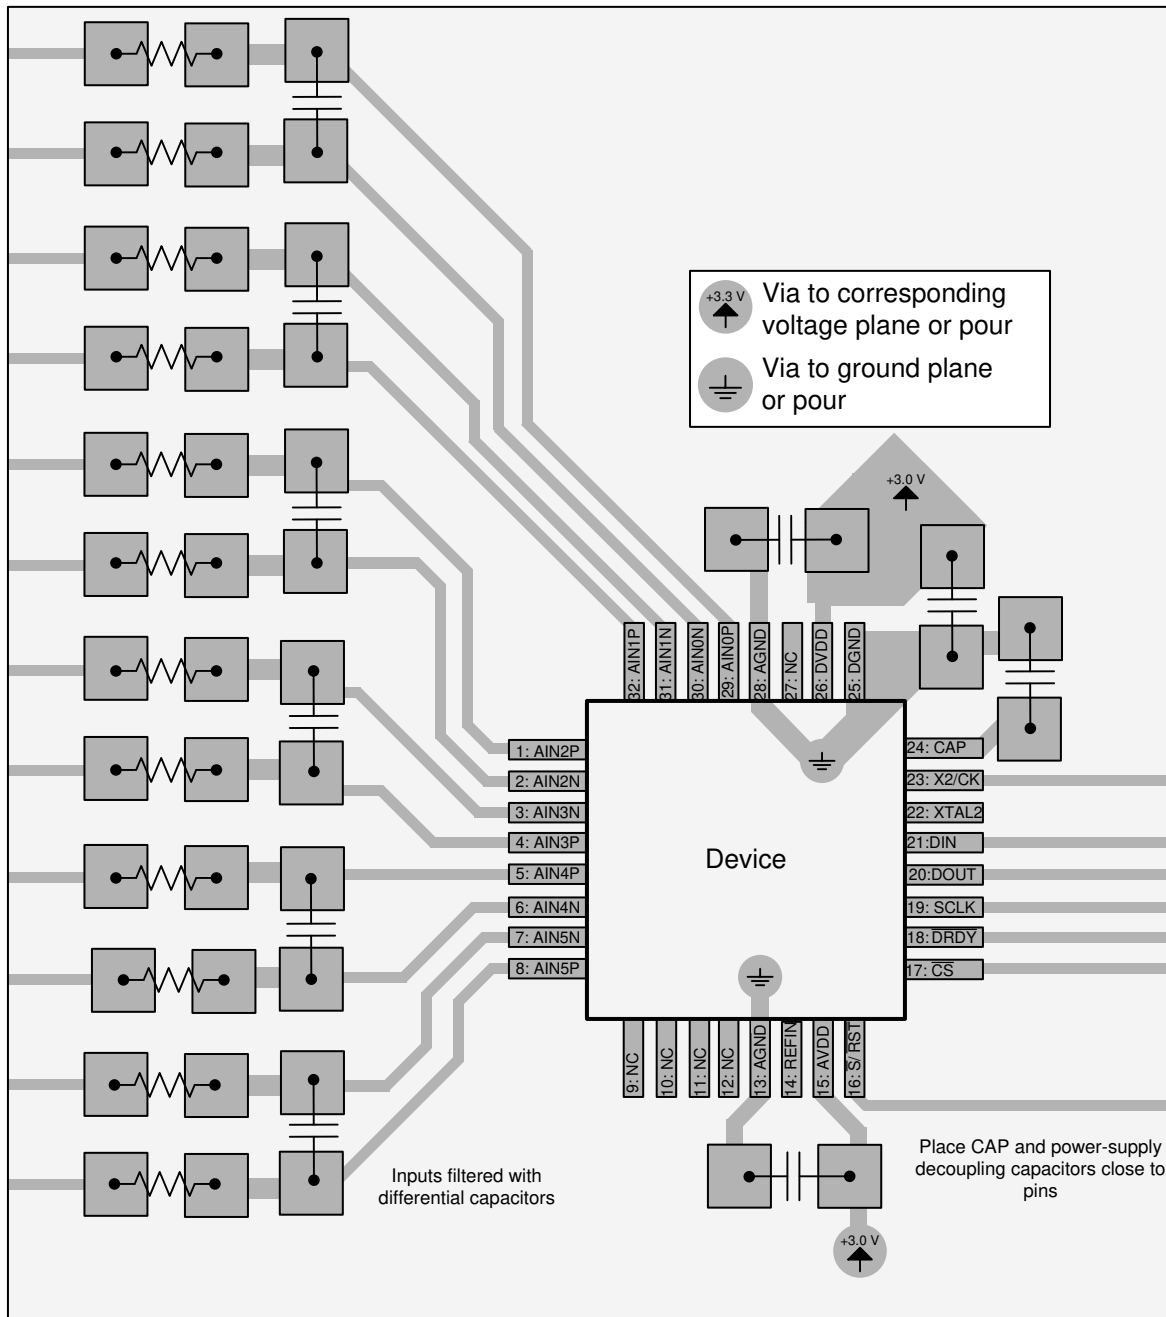 +3.3 V
Via to corresponding
voltage plane or pour
Via to ground plane
or pour
+3.0 V
32: AIN1P
31: AIN1N
30: AIN0N
29: AIN0P
28: AGND
27: NC
26: DVDD
25: DGND
1: AIN2P
2: AIN2N
3: AIN3N
4: AIN3P
5: AIN4P
6: AIN4N
7: AIN5N
8: AIN5P
Device
24: CAP
23: X2/CK
22: XTAL2
21:DIN
20:DOUT
19: SCLK
18: DRDY
17: CS
9: NC
10: NC
11: NC
12: NC
13: AGND
14: REFIN
15: AVDD
16: S/ RST
Inputs filtered with
differential capacitors
Place CAP and power-supply
decoupling capacitors close to
pins
+3.0 V